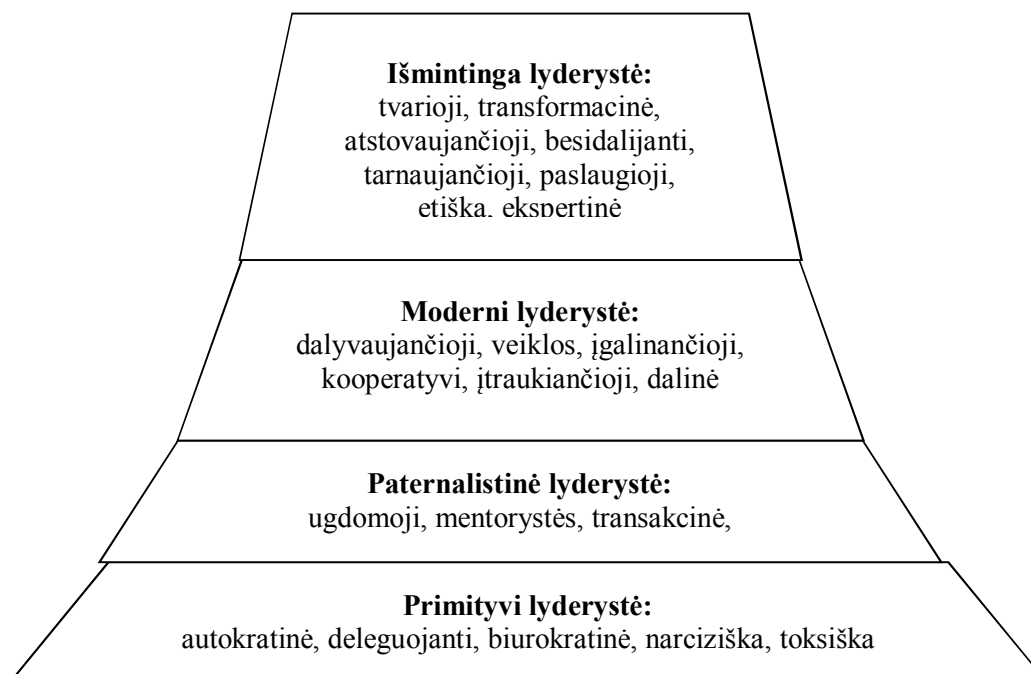 Išmintinga lyderystė:
tvarioji, transformacinė,
atstovaujančioji, besidalijanti,
tarnaujančioji, paslaugioji,
etiška, ekspertinė
Moderni lyderystė:
dalyvaujančioji, veiklos, įgalinančioji,
kooperatyvi, įtraukiančioji, dalinė
Paternalistinė lyderystė:
ugdomoji, mentorystės, transakcinė,
Primityvi lyderystė:
autokratinė, deleguojanti, biurokratinė, narciziška, toksiška